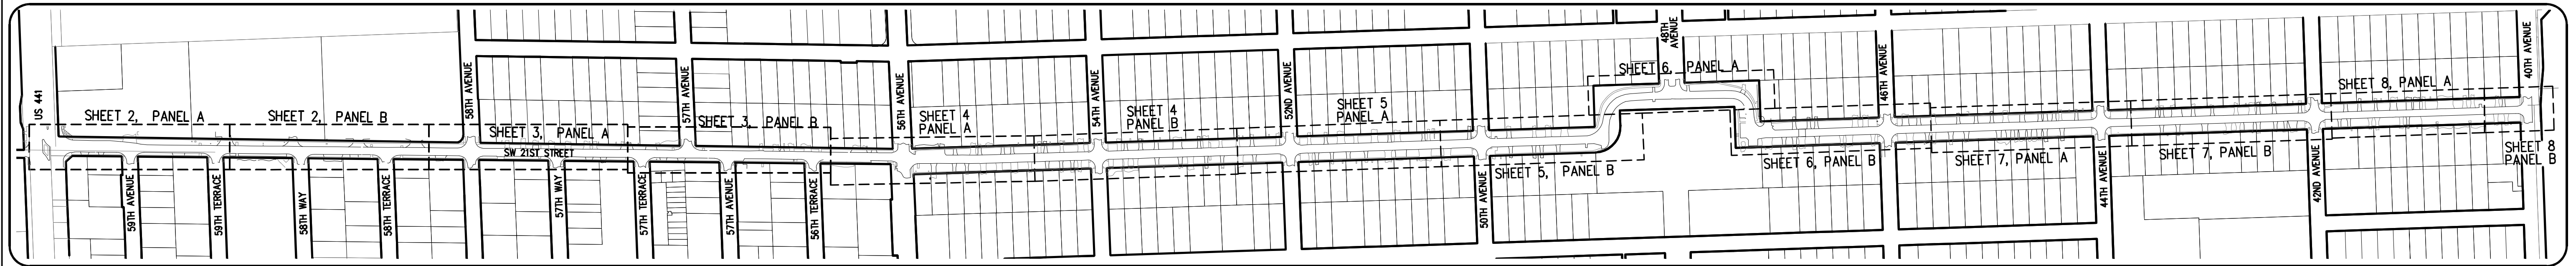 US 441
SHEET 2, PANEL A
SHEET 2, PANEL B
58TH AVENUE
SHEET 3, PANEL A
57TH AVENUE
SHEET 3, PANEL B
56TH AVENUE
SHEET 4
PANEL A
54TH AVENUE
SHEET 4
PANEL B
52ND AVENUE
SHEET 5
PANEL A
SHEET 6, PANEL A
48TH
AVENUE
46TH AVENUE
SHEET 8, PANEL A
40TH AVENUE
SW 21ST STREET
59TH AVENUE
59TH TERRACE
58TH WAY
58TH TERRACE
57TH WAY
57TH TERRACE
57TH AVENUE
56TH TERRACE
50TH AVENUE
SHEET 5, PANEL B
SHEET 6, PANEL B
SHEET 7, PANEL A
44TH AVENUE
SHEET 7, PANEL B
42ND AVENUE
SHEET 8
PANEL B